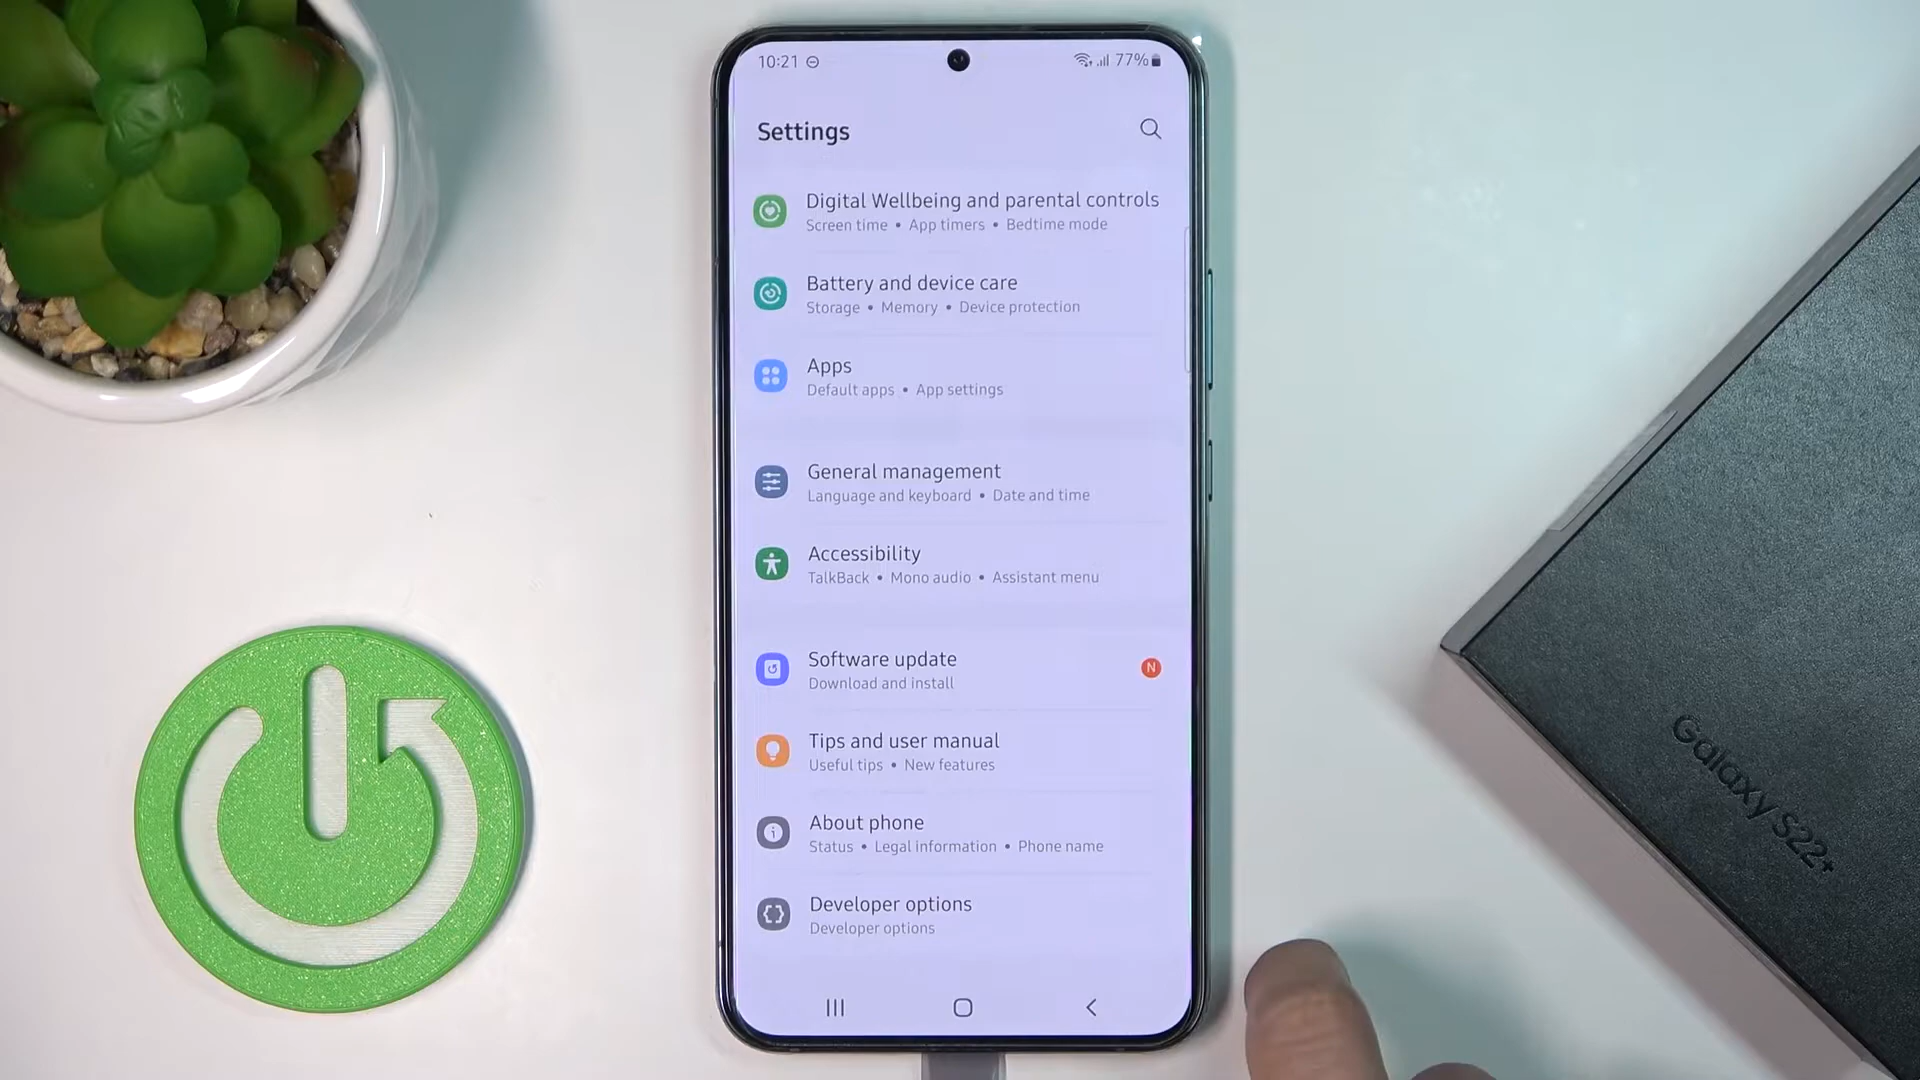 10:21
77%
Settings
Digital Wellbeing and parental controls
Screen time • App timers • Bedtime mode
Battery and device care
Storage • Memory • Device protection
Apps
Default apps • App settings
General management
Language and keyboard • Date and time
Accessibility
TalkBack • Mono audio • Assistant menu
Software update
N
Download and install
Tips and user manual
Useful tips • New features
About phone
Status • Legal information • Phone name
Developer options
Developer options
Galaxy S22+